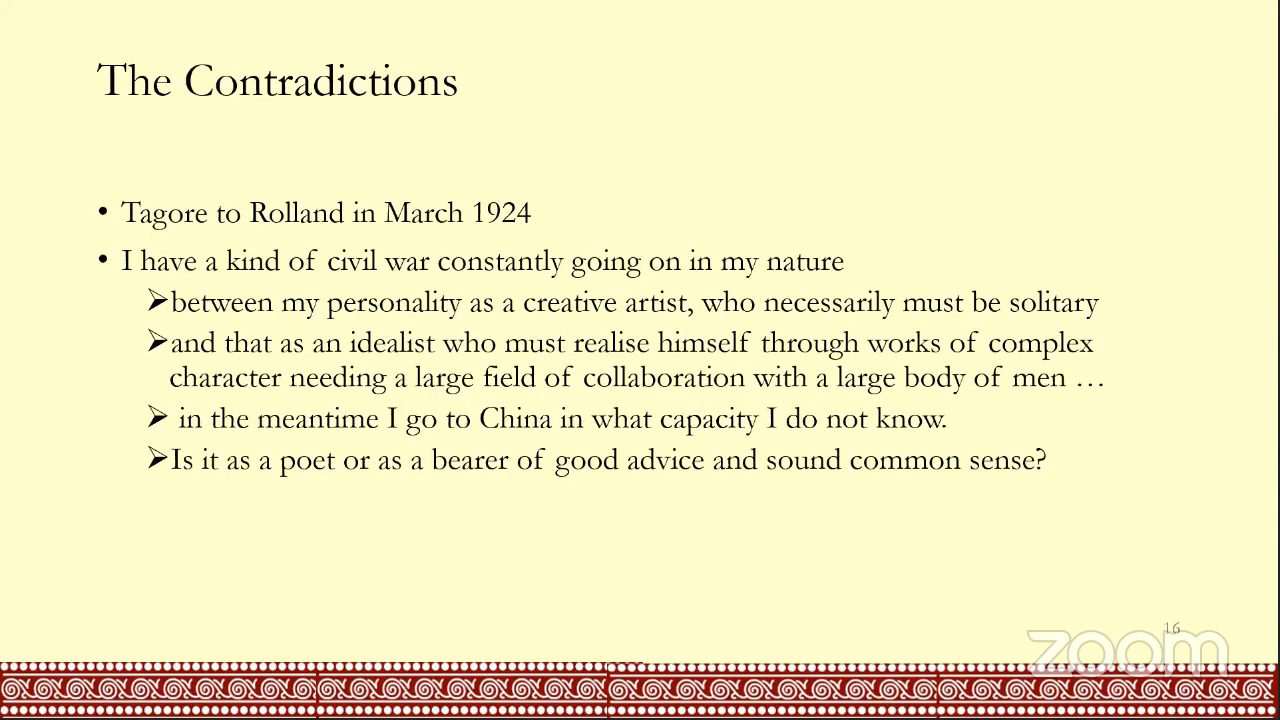 The Contradictions
• Tagore to Rolland in March 1924
• I have a kind of civil war constantly going on in my nature
➢between my personality as a creative artist, who necessarily must be solitary
➢and that as an idealist who must realise himself through works of complex
character needing a large field of collaboration with a large body of men …
➢ in the meantime I go to China in what capacity I do not know.
➢Is it as a poet or as a bearer of good advice and sound common sense?
16
zoom